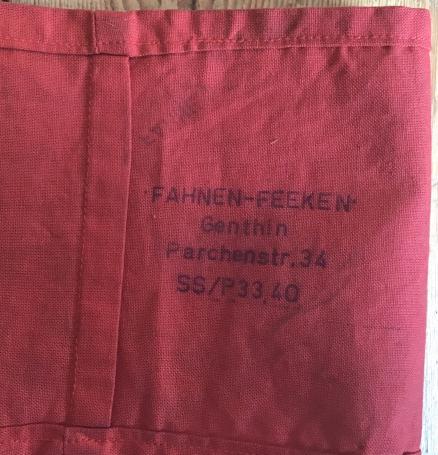 FAHNEN-FEEKEN
Genthin
Parchenstr.34
SS/P33,40